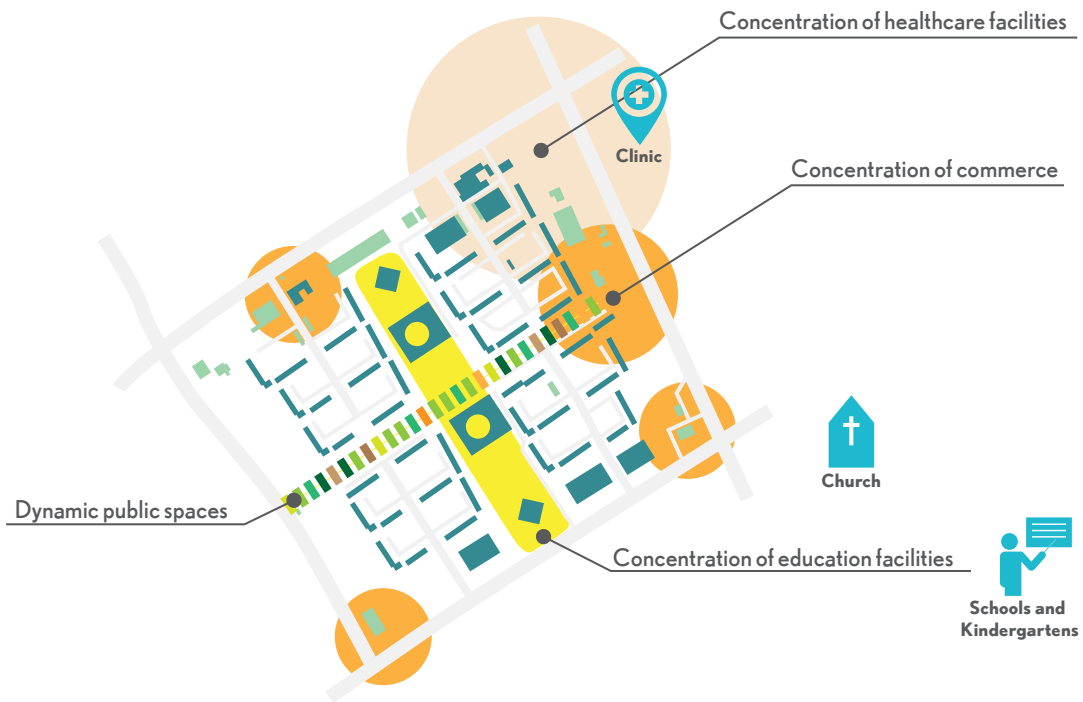 Concentration of healthcare facilities
Clinic
Concentration of commerce
Church
Dynamic public spaces
Concentration of education facilities
Schools and
Kindergartens